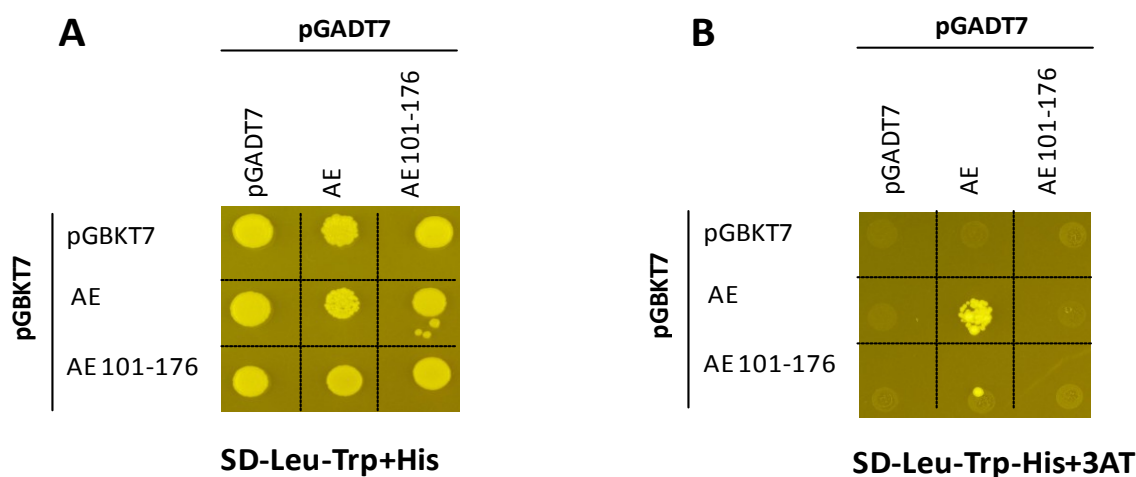 A
pGADT7
pGADT7
AE
AE 101-176
pGBKT7
pGBKT7
AE
AE 101-176
SD-Leu-Trp+His
B
pGADT7
pGADT7
AE
AE 101-176
pGBKT7
pGBKT7
AE
AE 101-176
SD-Leu-Trp-His+3AT